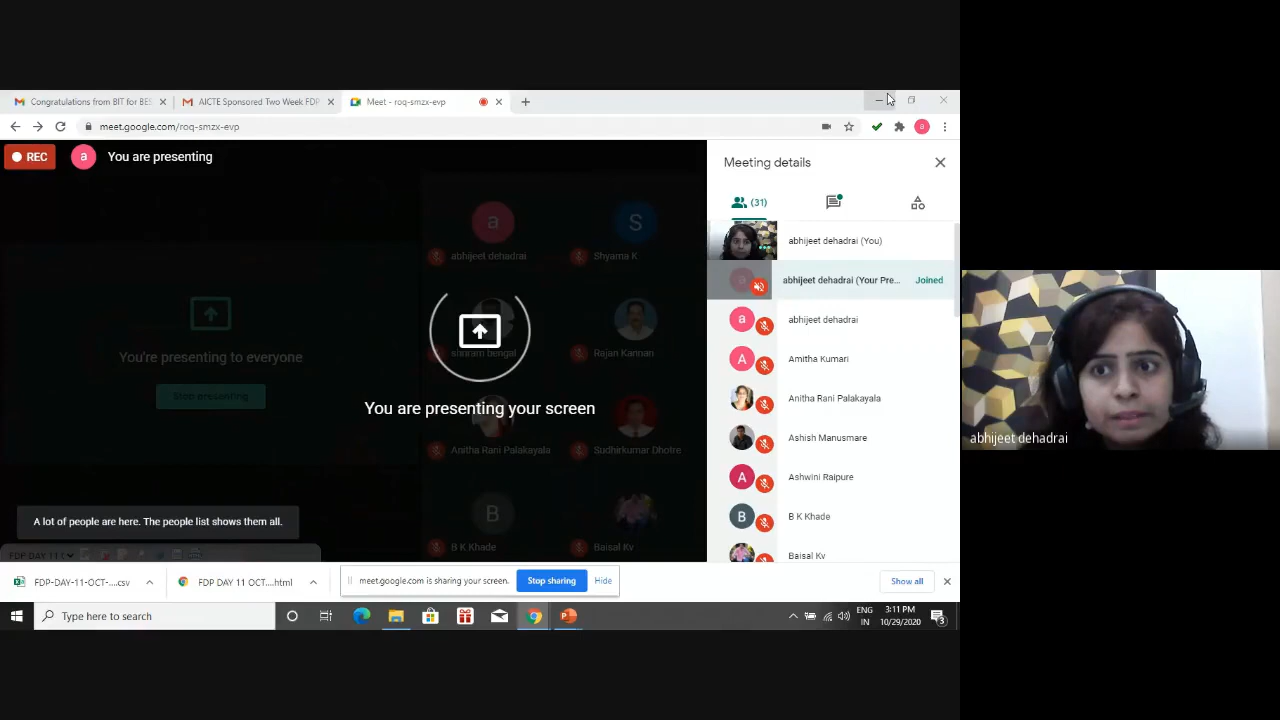 Congratulations from BIT for BES
AICTE Sponsored Two Week FDP
Meet - roq-smzx-evp
meet.google.com/roq-smzx-evp
a
REC
a
You are presenting
Meeting details
(31)
a
abhijeet dehadrai
S
Shyama K
abhijeet dehadrai (You)
abhijeet dehadrai (Your Pre...
Joined
You're presenting to everyone
Stop presenting
Rajan Kannan
You are presenting your screen
a
abhijeet dehadrai
A
Amitha Kumari
Anitha Rani Palakayala
Ashish Manusmare
Anitha Rani Palakayala
Sudhirkumar Dhotre
A
Ashwini Raipure
B
B K Khade
Baisal Kv
B
B K Khade
Baisal Kv
A lot of people are here. The people list shows them all.
FDP-DAY-11-OCT-....csv
FDP DAY 11 OCT....html
meet.google.com is sharing your screen.
Stop sharing
Hide
Show all
Type here to search
ENG
IN
3:11 PM
10/29/2020
3
abhijeet dehadrai